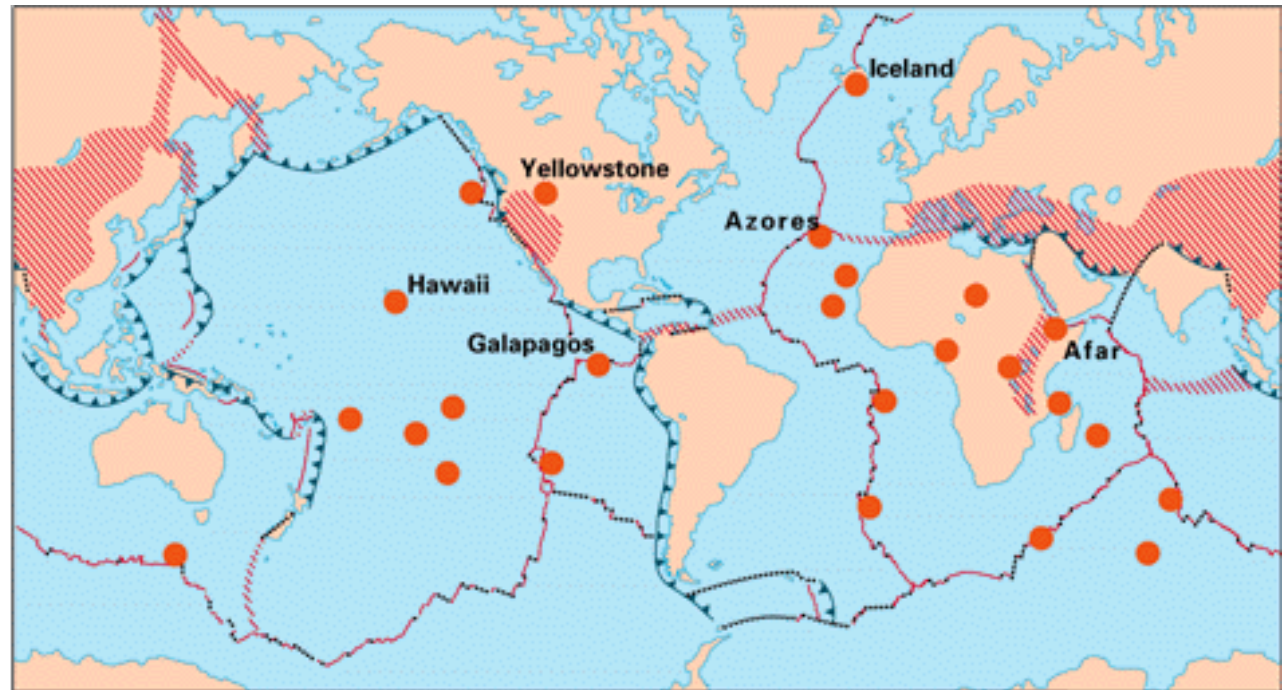 Iceland
Yellowstone
Azores
Hawaii
Galapagos
Afar